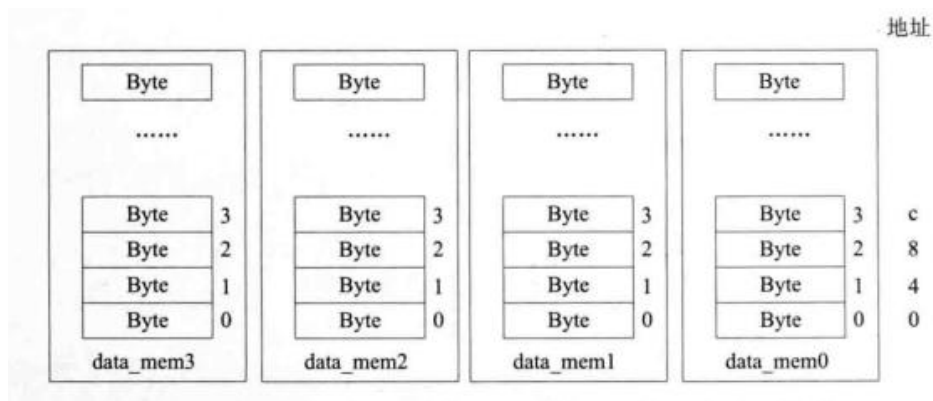 地址
Byte Byte Byte Byte
...... ...... ...... ......
Byte 3 Byte 3 Byte 3 Byte 3 c
Byte 2 Byte 2 Byte 2 Byte 2 8
Byte 1 Byte 1 Byte 1 Byte 1 4
Byte 0 Byte 0 Byte 0 Byte 0 0
data_mem3 data_mem2 data_mem1 data_mem0